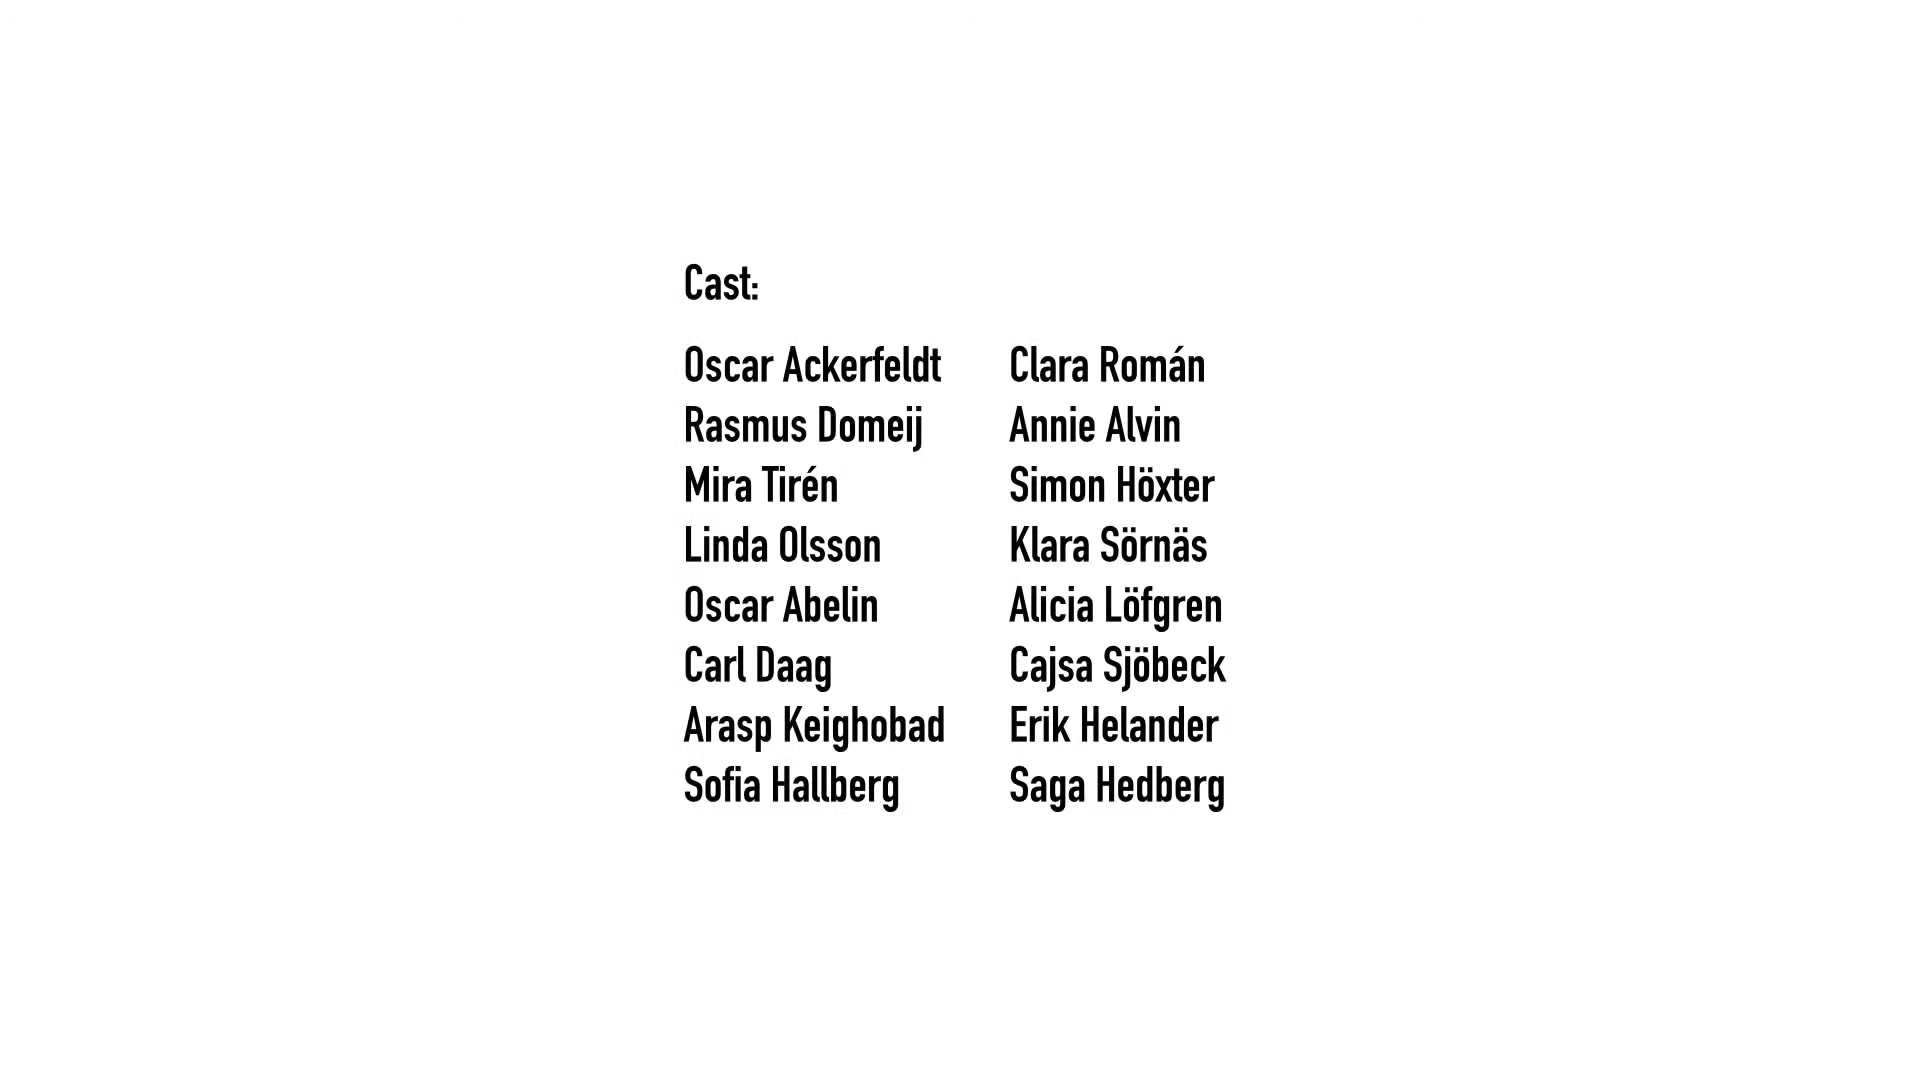 Cast:
Oscar Ackerfeldt
Rasmus Domeij
Mira Tirén
Linda Olsson
Oscar Abelin
Carl Daag
Arasp Keighobad
Sofia Hallberg
Clara Román
Annie Alvin
Simon Höxter
Klara Sörnäs
Alicia Löfgren
Cajsa Sjöbeck
Erik Helander
Saga Hedberg